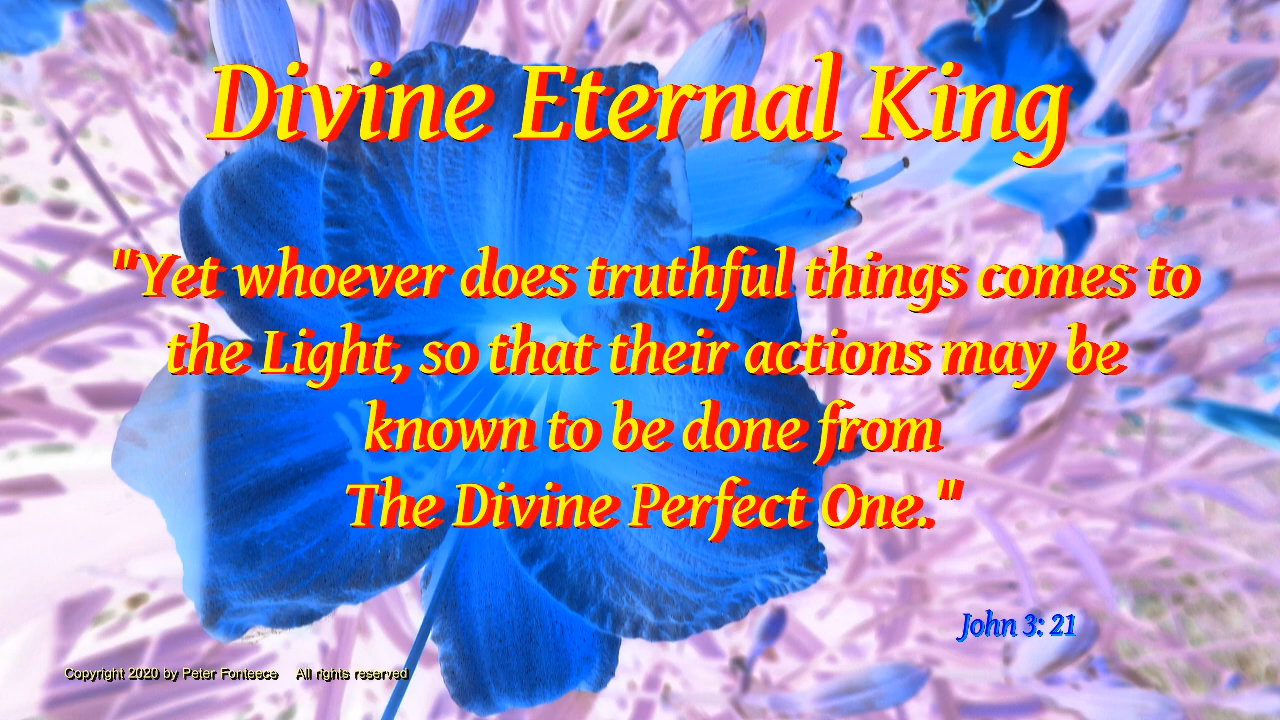 Divine Eternal King
"Yet whoever does truthful things comes to
the Light, so that their actions may be
known to be done from
The Divine Perfect One."
John 3: 21
Copyright 2020 by Peter Fonteece All rights reserved